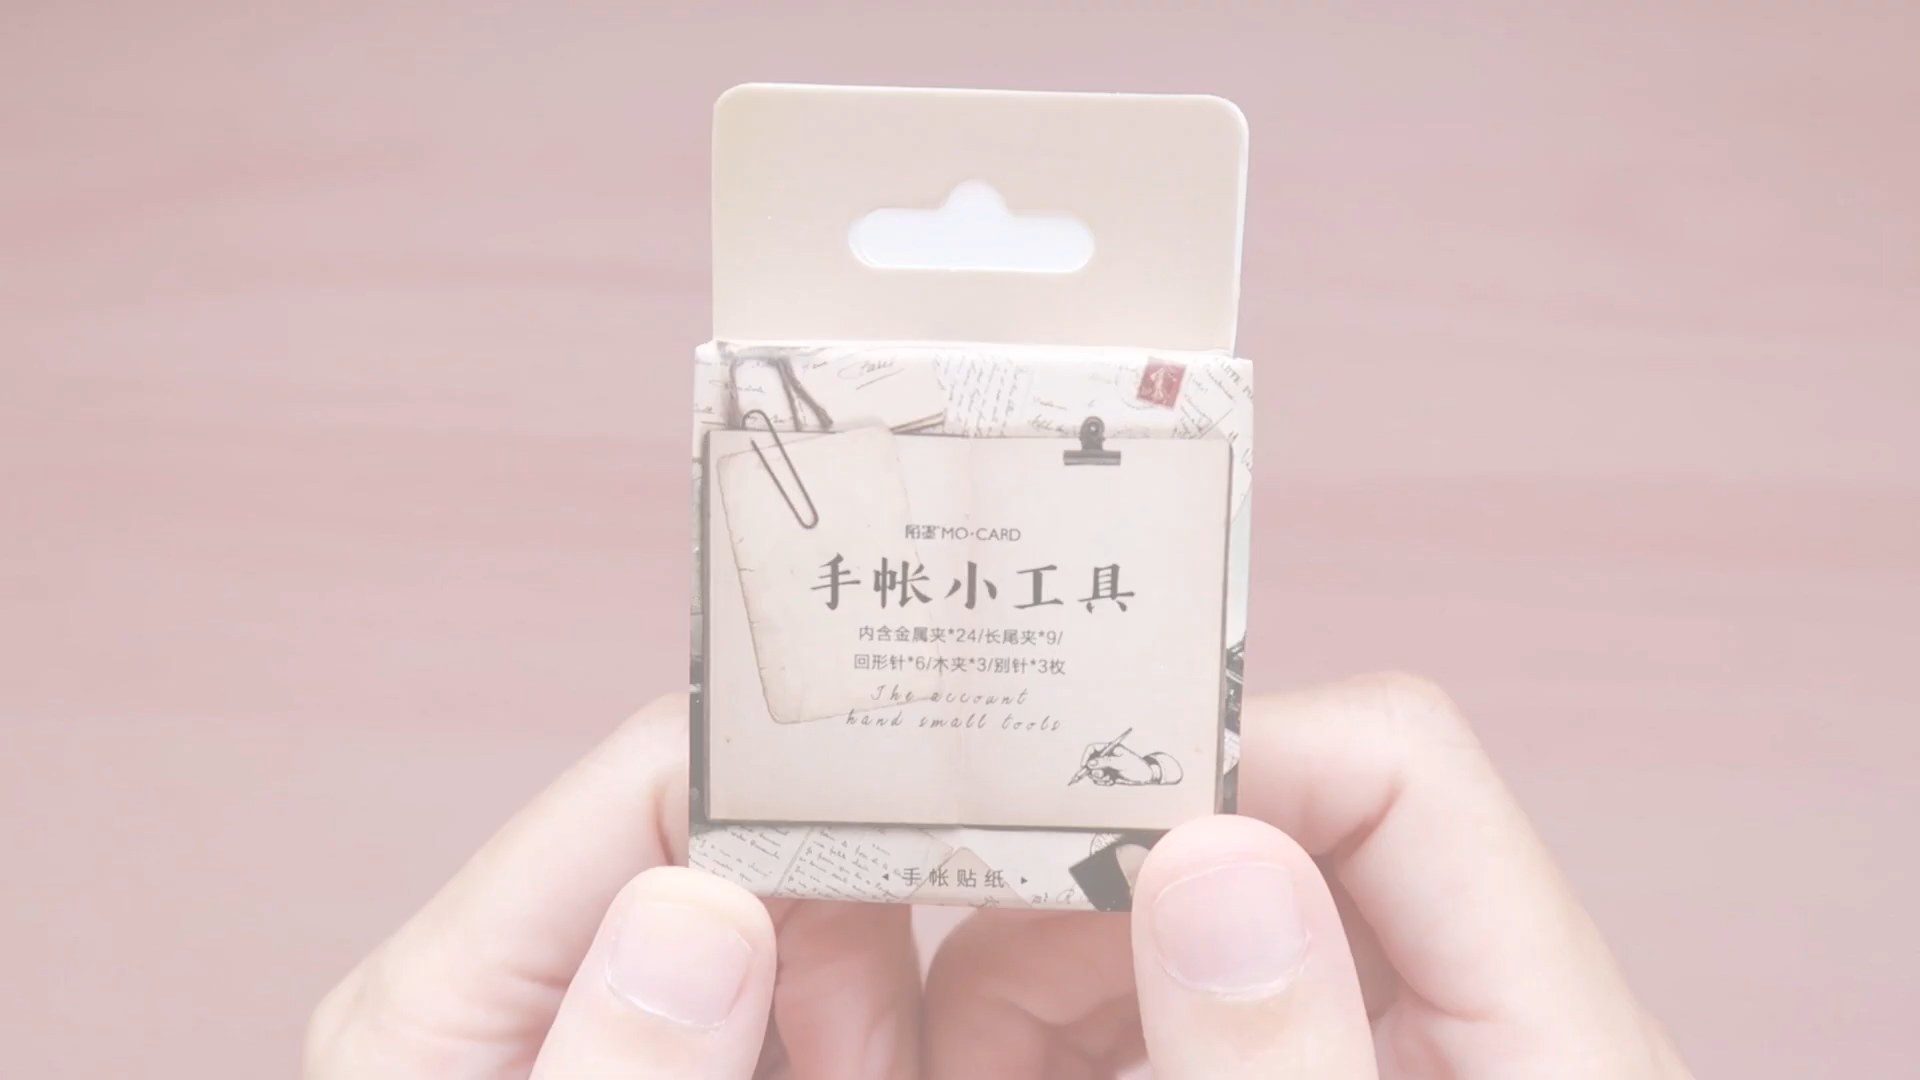 陌墨 MO·CARD
手帐小工具
内含金属夹*24/长尾夹*9/
回形针*6/木夹*3/别针*3枚
The account
hand small tools
手帐贴纸